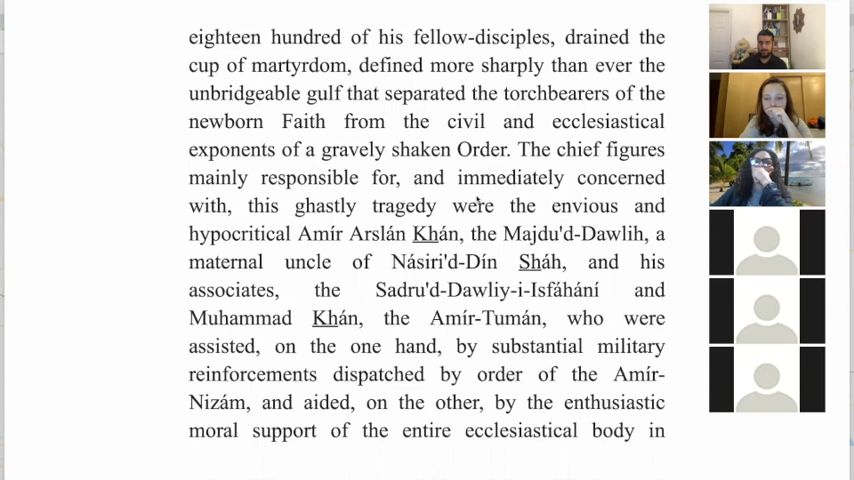 eighteen hundred of his fellow-disciples, drained the
cup of martyrdom, defined more sharply than ever the
unbridgeable gulf that separated the torchbearers of the
newborn Faith from the civil and ecclesiastical
exponents of a gravely shaken Order. The chief figures
mainly responsible for, and immediately concerned
with, this ghastly tragedy were the envious and
hypocritical Amír Arslán Khán, the Majdu'd-Dawlih, a
maternal uncle of Násiri'd-Dín Sháh, and his
associates, the Sadru'd-Dawliy-i-Isfáhání and
Muhammad Khán, the Amír-Tumán, who were
assisted, on the one hand, by substantial military
reinforcements dispatched by order of the Amír-
Nizám, and aided, on the other, by the enthusiastic
moral support of the entire ecclesiastical body in